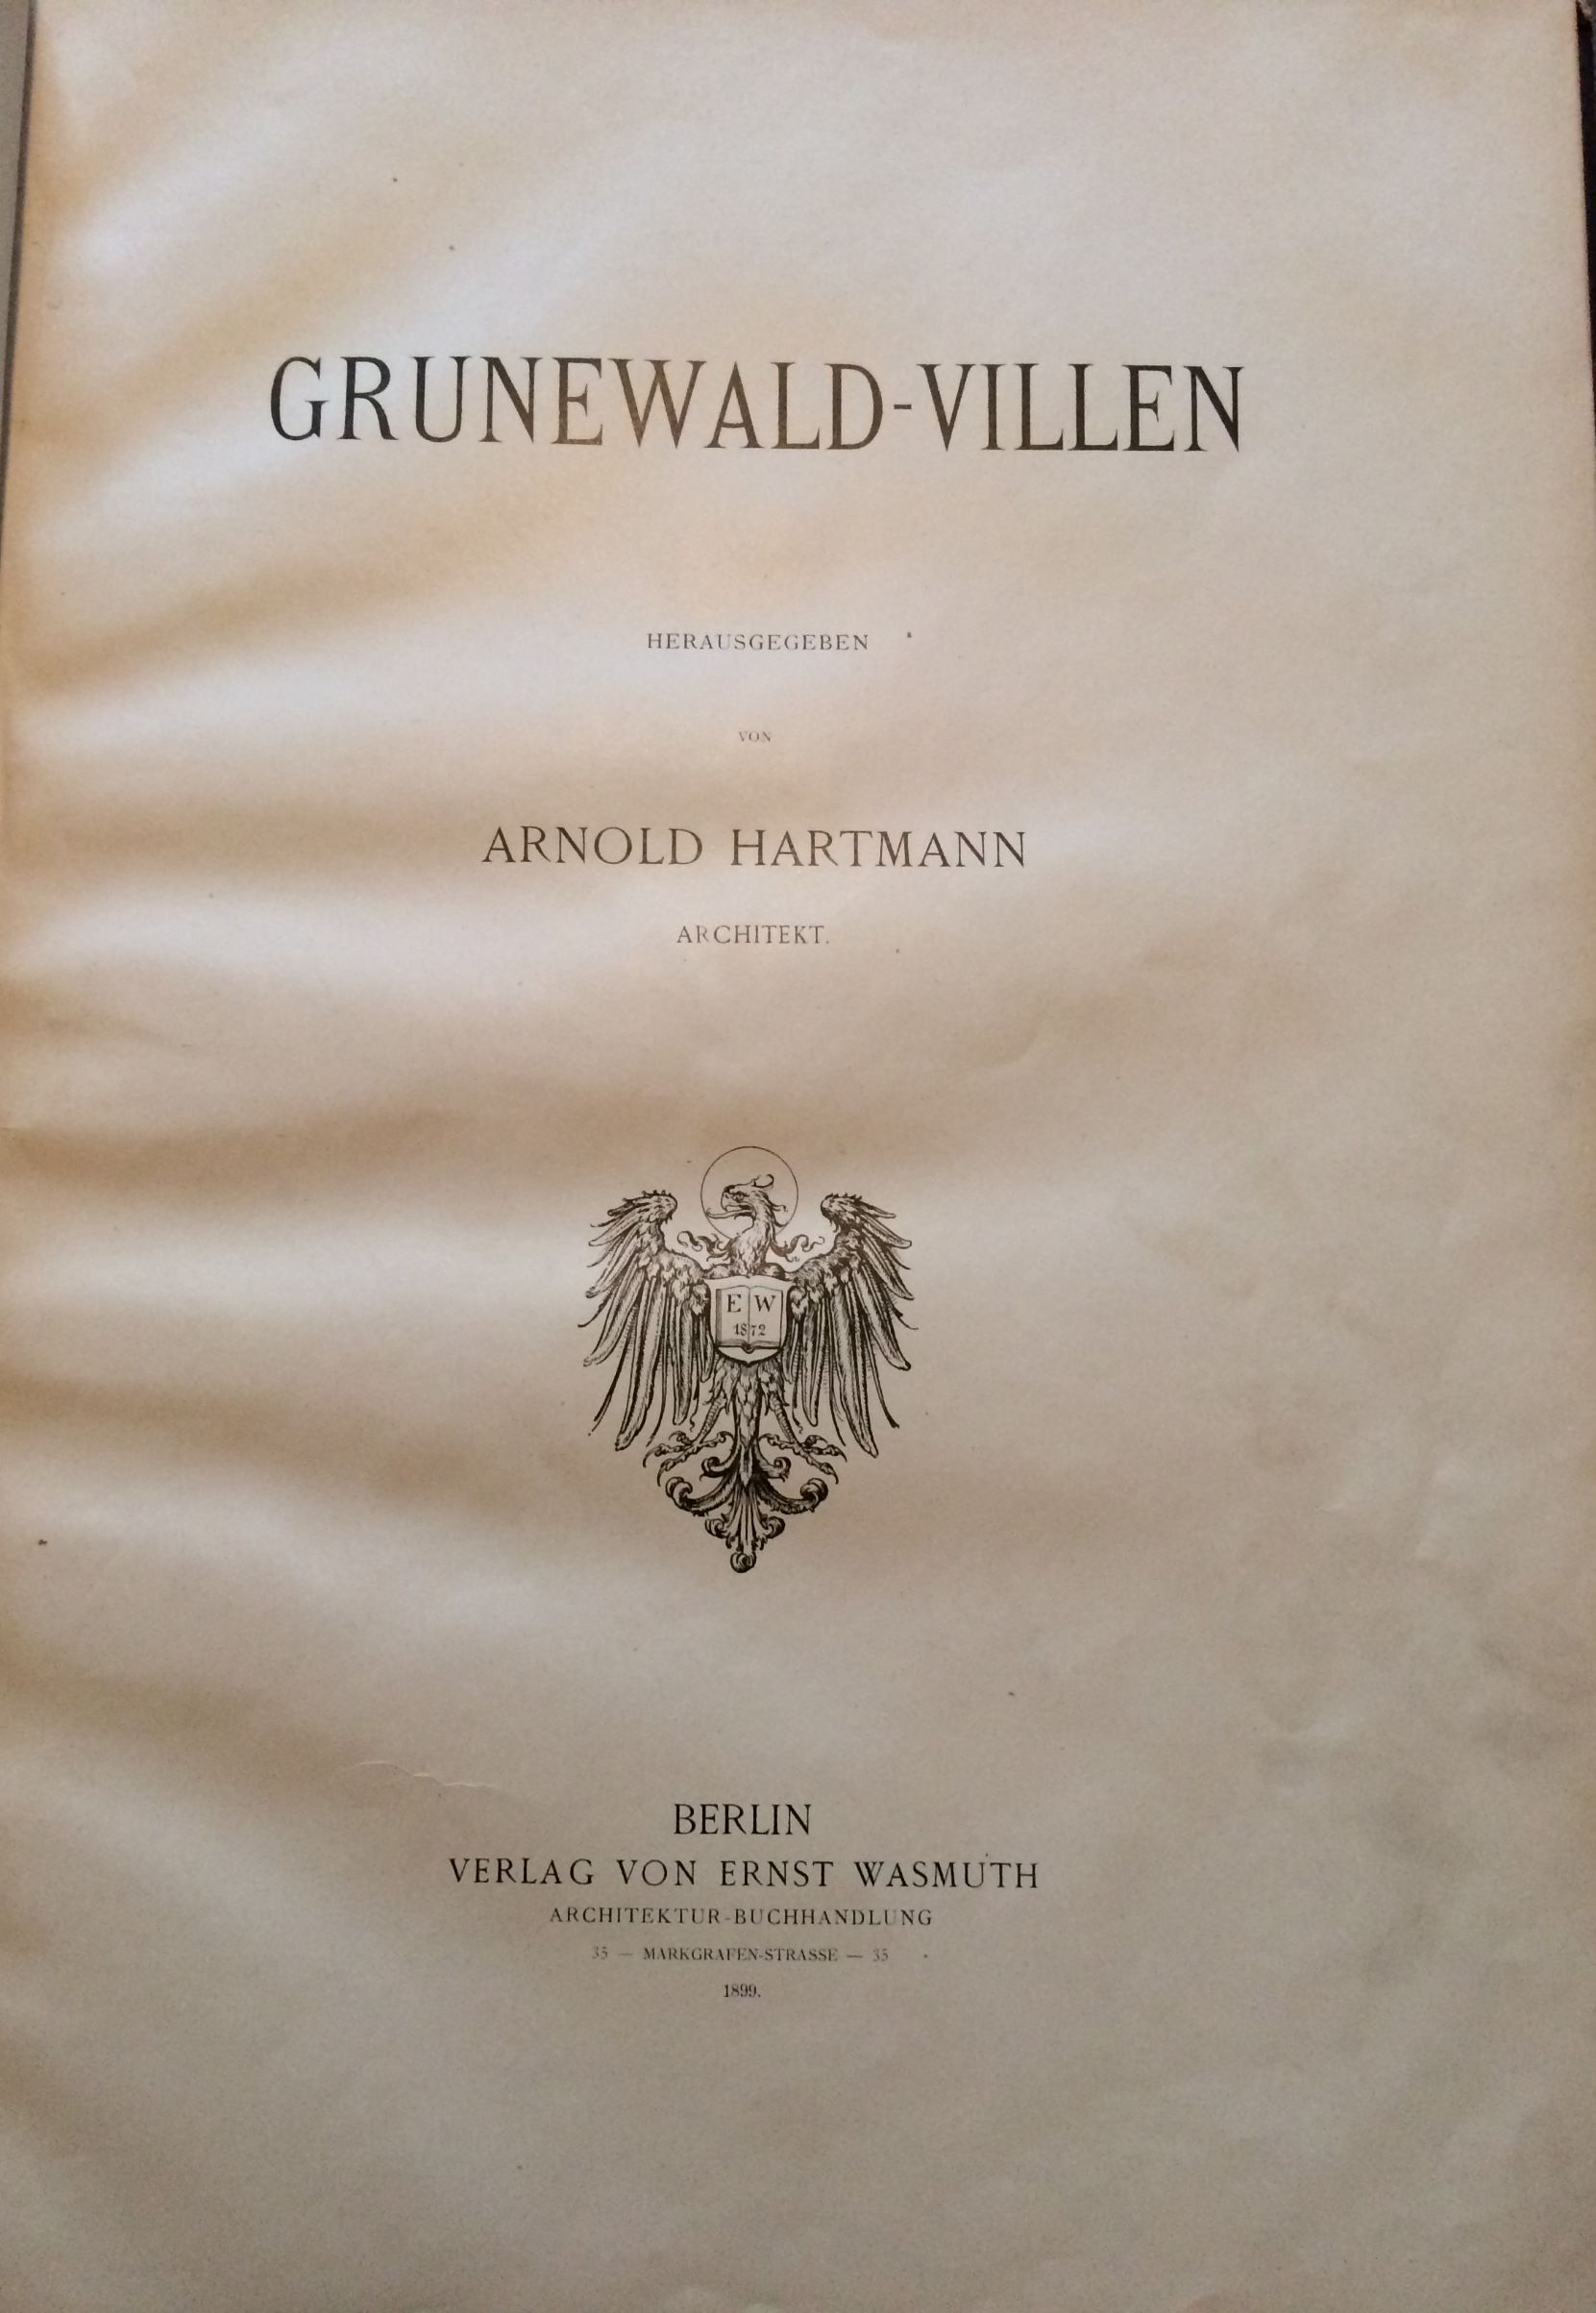 GRUNEWALD-VILLEN
HERAUSGEGEBEN
VON
ARNOLD HARTMANN
ARCHITEKT.
E W
1872
BERLIN
VERLAG VON ERNST WASMUTH
ARCHITEKTUR-BUCHHANDLUNG
35 — MARKGRAFEN-STRASSE — 35
1899.